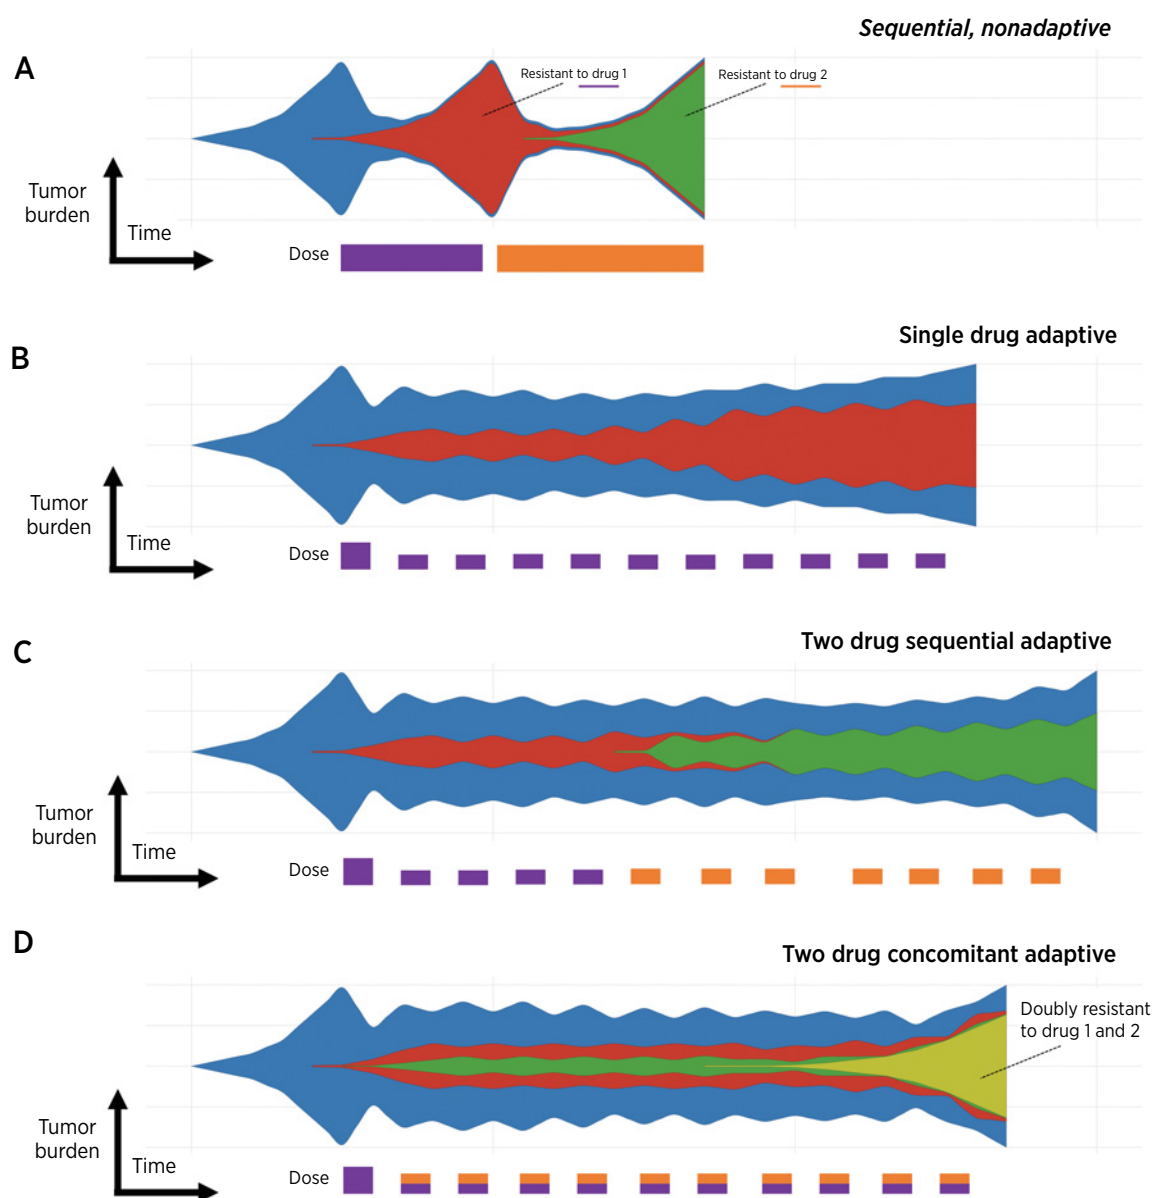 Sequential, nonadaptive
A
Resistant to drug 1
Resistant to drug 2
Tumor
burden
Time
Dose
Single drug adaptive
B
Tumor
burden
Time
Dose
Two drug sequential adaptive
C
Tumor
burden
Time
Dose
D
Two drug concomitant adaptive
Doubly resistant
to drug 1 and 2
Tumor
burden
Time
Dose